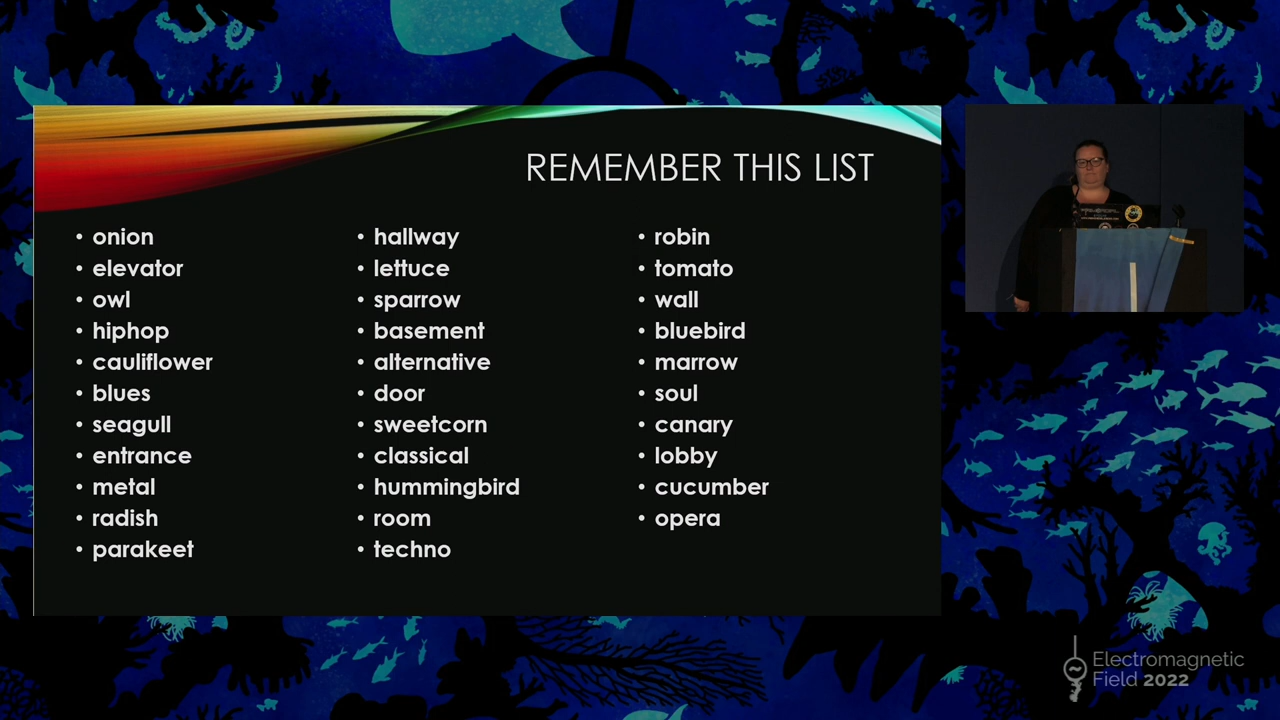 REMEMBER THIS LIST
• onion
• elevator
• owl
• hiphop
• cauliflower
• blues
• seagull
• entrance
• metal
• radish
• parakeet
• hallway
• lettuce
• sparrow
• basement
• alternative
• door
• sweetcorn
• classical
• hummingbird
• room
• techno
• robin
• tomato
• wall
• bluebird
• marrow
• soul
• canary
• lobby
• cucumber
• opera
Electromagnetic
Field 2022